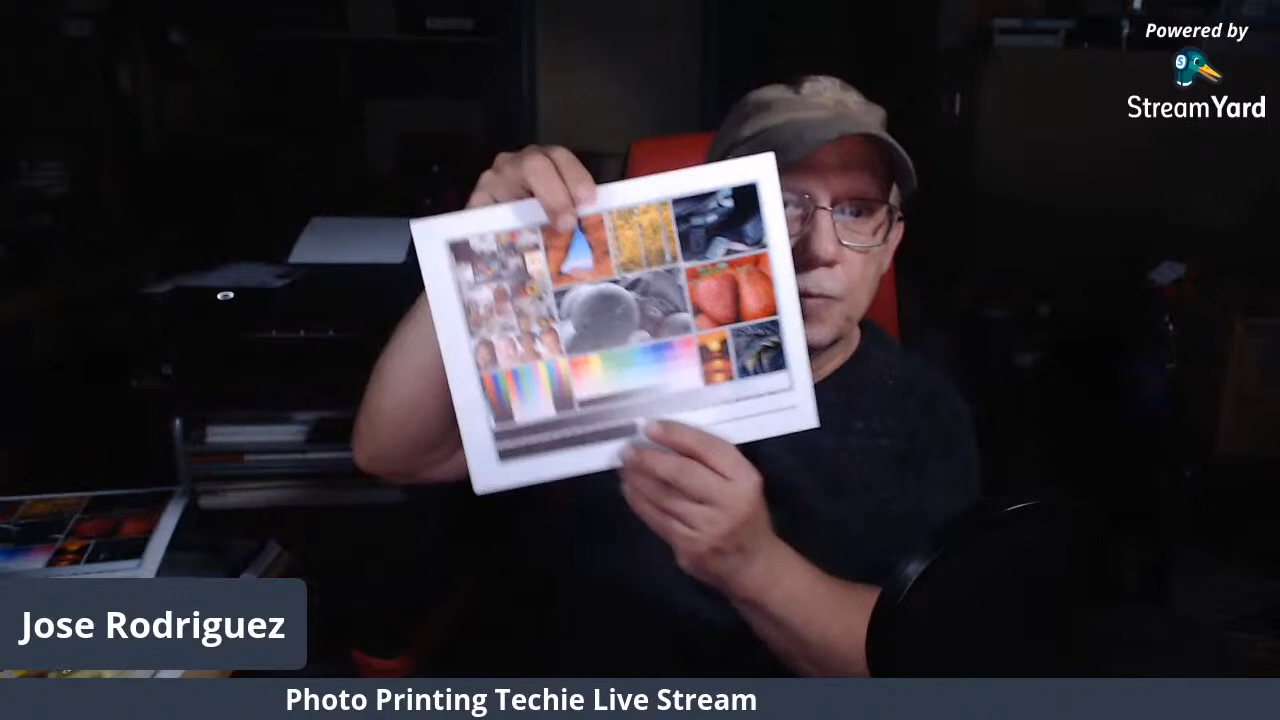 Powered by
S
StreamYard
Jose Rodriguez
Photo Printing Techie Live Stream